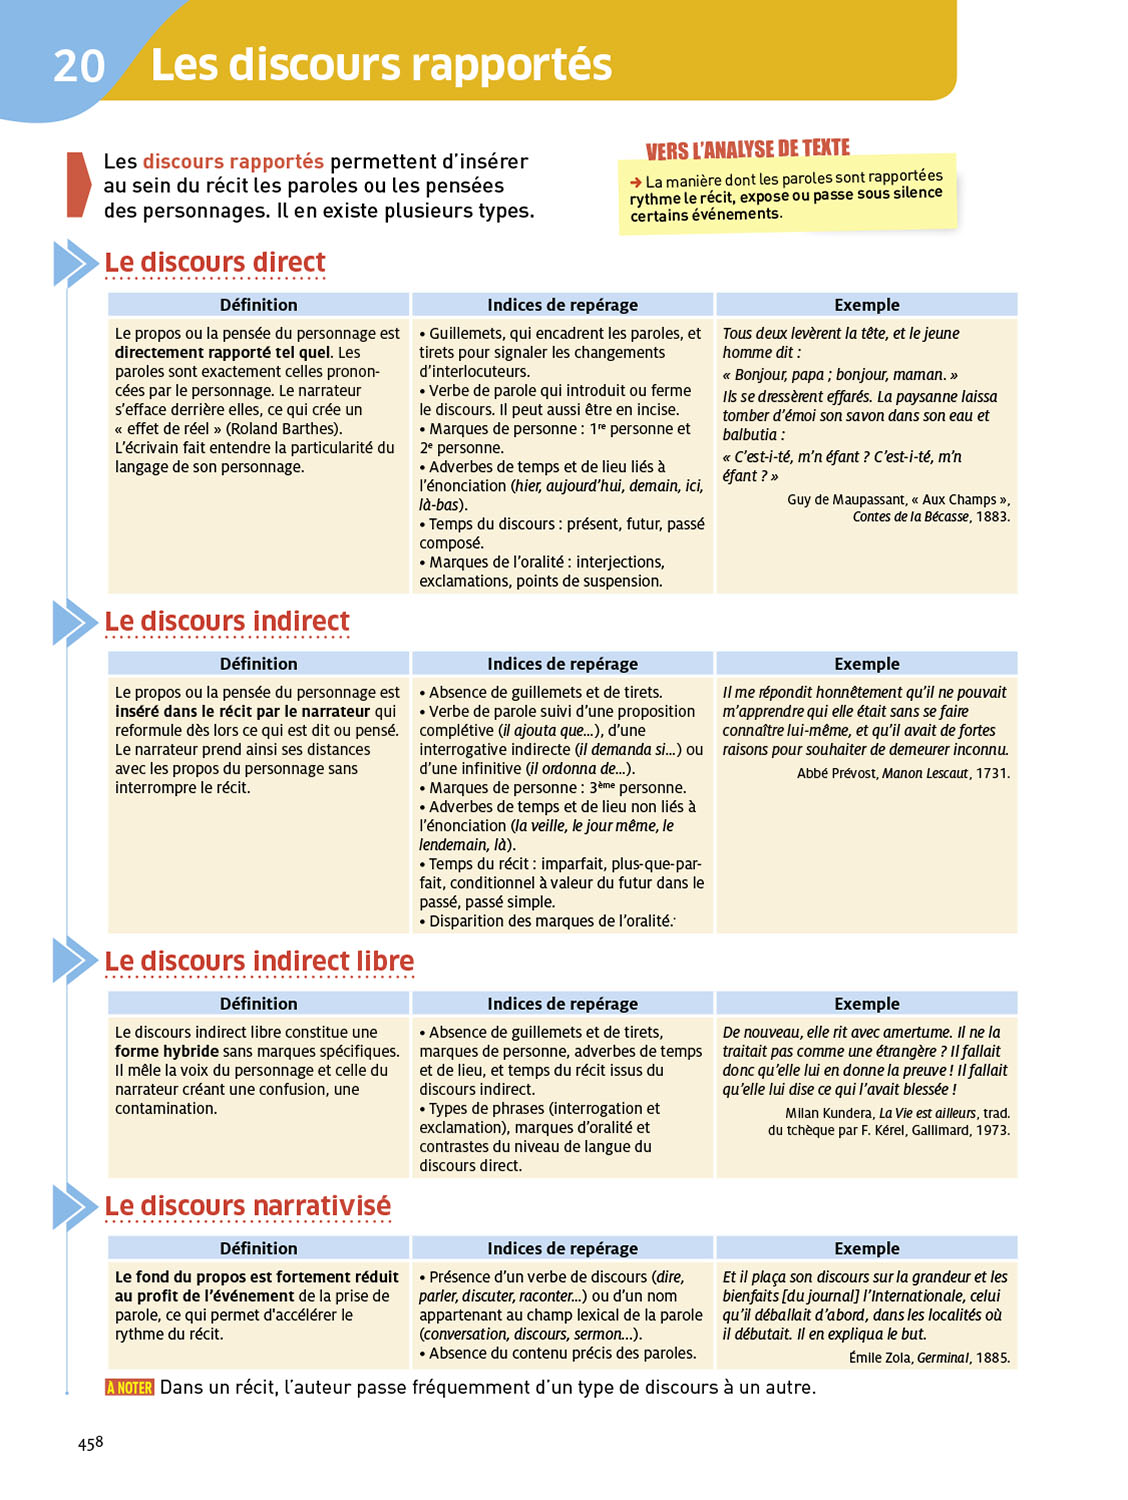 20 Les discours rapportés
Les discours rapportés permettent d'insérer
au sein du récit les paroles ou les pensées
des personnages. Il en existe plusieurs types.
VERS L'ANALYSE DE TEXTE
→ La manière dont les paroles sont rapportées
rythme le récit, expose ou passe sous silence
certains événements.
Le discours direct
Définition
Le propos ou la pensée du personnage est
directement rapporté tel quel. Les
paroles sont exactement celles pronon-
cées par le personnage. Le narrateur
s'efface derrière elles, ce qui crée un
« effet de réel » (Roland Barthes).
L'écrivain fait entendre la particularité du
langage de son personnage.
Indices de repérage
• Guillemets, qui encadrent les paroles, et
tirets pour signaler les changements
d'interlocuteurs.
• Verbe de parole qui introduit ou ferme
le discours. Il peut aussi être en incise.
• Marques de personne : 1re personne et
2e personne.
• Adverbes de temps et de lieu liés à
l'énonciation (hier, aujourd'hui, demain, ici,
là-bas).
• Temps du discours : présent, futur, passé
composé.
• Marques de l'oralité : interjections,
exclamations, points de suspension.
Exemple
Tous deux levèrent la tête, et le jeune
homme dit :
« Bonjour, papa ; bonjour, maman. »
Ils se dressèrent effarés. La paysanne laissa
tomber d'émoi son savon dans son eau et
balbutia :
« C'est-i-té, m'n éfant ? C'est-i-té, m'n
éfant ? »
Guy de Maupassant, « Aux Champs »,
Contes de la Bécasse, 1883.
Le discours indirect
Définition
Le propos ou la pensée du personnage est
inséré dans le récit par le narrateur qui
reformule dès lors ce qui est dit ou pensé.
Le narrateur prend ainsi ses distances
avec les propos du personnage sans
interrompre le récit.
Indices de repérage
• Absence de guillemets et de tirets.
• Verbe de parole suivi d'une proposition
complétive (il ajouta que...), d'une
interrogative indirecte (il demanda si...) ou
d'une infinitive (il ordonna de...).
• Marques de personne : 3ème personne.
• Adverbes de temps et de lieu non liés à
l'énonciation (la veille, le jour même, le
lendemain, là).
• Temps du récit : imparfait, plus-que-par-
fait, conditionnel à valeur du futur dans le
passé, passé simple.
• Disparition des marques de l'oralité.
Exemple
Il me répondit honnêtement qu'il ne pouvait
m'apprendre qui elle était sans se faire
connaître lui-même, et qu'il avait de fortes
raisons pour souhaiter de demeurer inconnu.
Abbé Prévost, Manon Lescaut, 1731.
Le discours indirect libre
Définition
Le discours indirect libre constitue une
forme hybride sans marques spécifiques.
Il mêle la voix du personnage et celle du
narrateur créant une confusion, une
contamination.
Indices de repérage
• Absence de guillemets et de tirets,
marques de personne, adverbes de temps
et de lieu, et temps du récit issus du
discours indirect.
• Types de phrases (interrogation et
exclamation), marques d'oralité et
contrastes du niveau de langue du
discours direct.
Exemple
De nouveau, elle rit avec amertume. Il ne la
traitait pas comme une étrangère ? Il fallait
donc qu'elle lui en donne la preuve ! Il fallait
qu'elle lui dise ce qui l'avait blessée !
Milan Kundera, La Vie est ailleurs, trad.
du tchèque par F. Kérel, Gallimard, 1973.
Le discours narrativisé
Définition
Le fond du propos est fortement réduit
au profit de l'événement de la prise de
parole, ce qui permet d'accélérer le
rythme du récit.
Indices de repérage
• Présence d'un verbe de discours (dire,
parler, discuter, raconter...) ou d'un nom
appartenant au champ lexical de la parole
(conversation, discours, sermon...).
• Absence du contenu précis des paroles.
Exemple
Et il plaça son discours sur la grandeur et les
bienfaits [du journal] l'Internationale, celui
qu'il déballait d'abord, dans les localités où
il débutait. Il en expliqua le but.
Émile Zola, Germinal, 1885.
À NOTER Dans un récit, l'auteur passe fréquemment d'un type de discours à un autre.
458